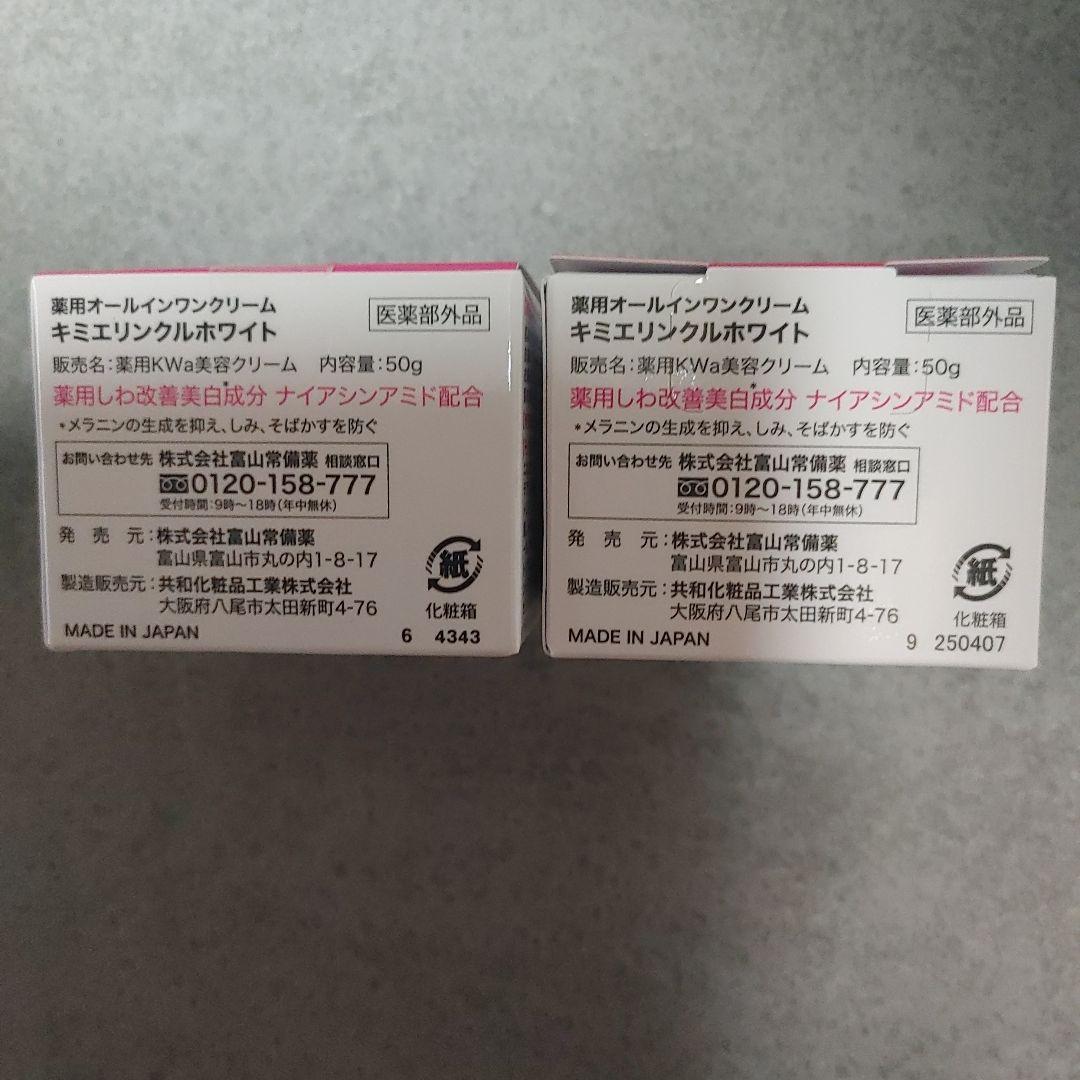 薬用オールインワンクリーム
キミエリンクルホワイト
医薬部外品
販売名:薬用KWa美容クリーム 内容量:50g
薬用しわ改善美白成分 ナイアシンアミド配合
*
*メラニンの生成を抑え、しみ、そばかすを防ぐ
お問い合わせ先 株式会社富山常備薬 相談窓口
0120-158-777
受付時間:9時〜18時(年中無休)
発売元:株式会社富山常備薬
富山県富山市丸の内1-8-17
製造販売元:共和化粧品工業株式会社
大阪府八尾市太田新町4-76
紙
化粧箱
MADE IN JAPAN
6 4343
薬用オールインワンクリーム
キミエリンクルホワイト
医薬部外品
販売名:薬用KWa美容クリーム 内容量:50g
薬用しわ改善美白成分 ナイアシンアミド配合
*
*メラニンの生成を抑え、しみ、そばかすを防ぐ
お問い合わせ先 株式会社富山常備薬 相談窓口
0120-158-777
受付時間:9時〜18時(年中無休)
発売元:株式会社富山常備薬
富山県富山市丸の内1-8-17
製造販売元:共和化粧品工業株式会社
大阪府八尾市太田新町4-76
紙
化粧箱
MADE IN JAPAN
9 250407